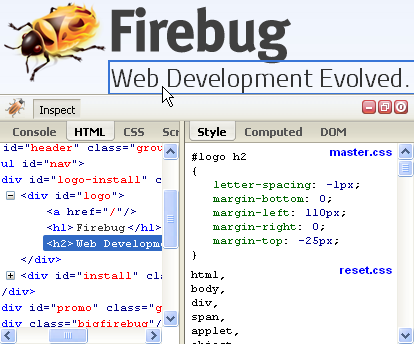 Firebug
Web Development Evolved.
Inspect
Console HTML CSS Scr
Style Computed DOM
id="header" class="grou
ul id="nav">
div id="logo-install" c
<div id="logo">
<a href="/"/>
<h1>Firebug</h1>
<h2>Web Developme
</div>
<div id="install" class
/div>
div id="promo" class="g
div class="bigfirebug"/
master.css
#logo h2
{
letter-spacing: -1px;
margin-bottom: 0;
margin-left: 110px;
margin-right: 0;
margin-top: -25px;
}
reset.css
html,
body,
div,
span,
applet,